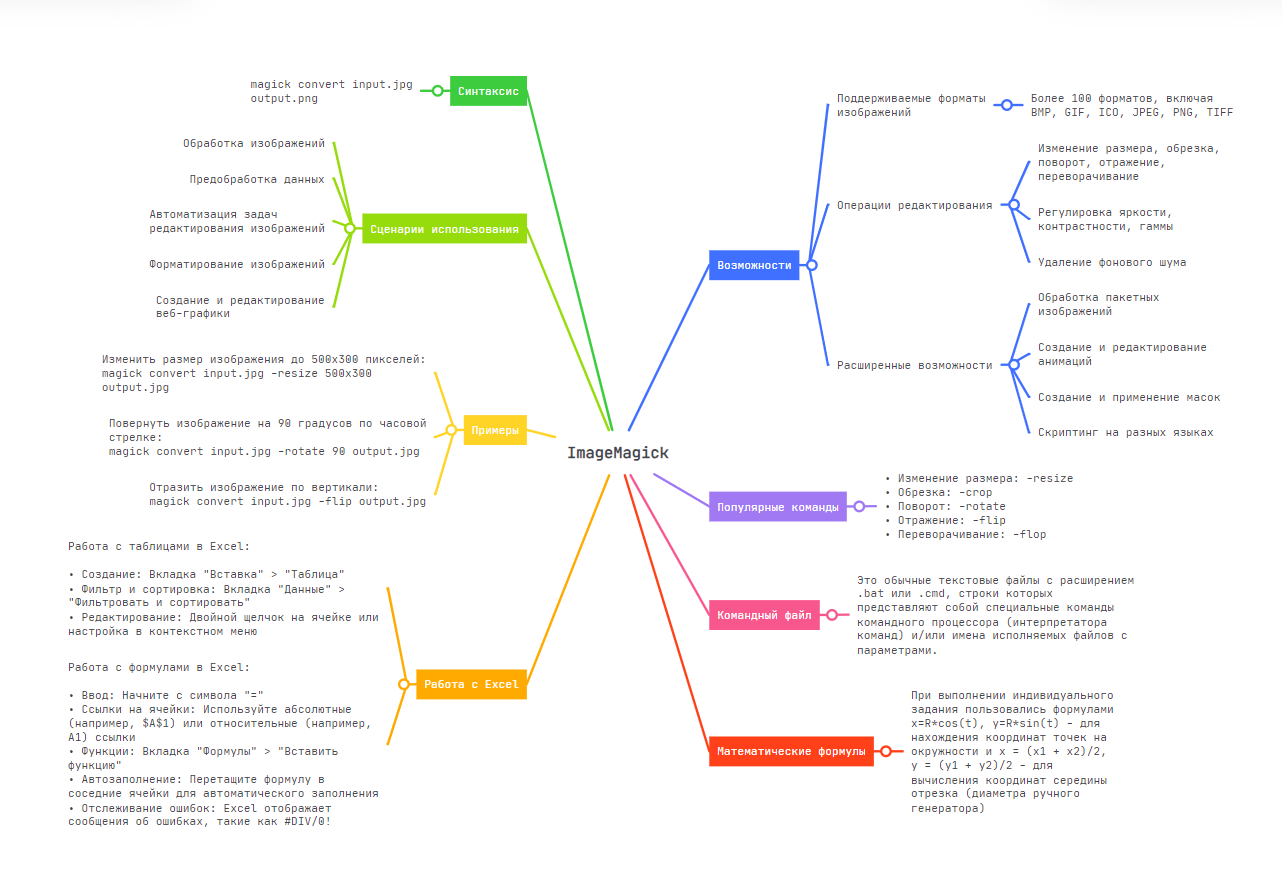 magick convert input.jpg
output.png
Синтаксис
Обработка изображений
Предобработка данных
Автоматизация задач
редактирования изображений
Форматирование изображений
Создание и редактирование
веб-графики
Сценарии использования
Изменить размер изображения до 500x300 пикселей:
magick convert input.jpg -resize 500x300
output.jpg
Повернуть изображение на 90 градусов по часовой
стрелке:
magick convert input.jpg -rotate 90 output.jpg
Отразить изображение по вертикали:
magick convert input.jpg -flip output.jpg
Примеры
Работа с таблицами в Excel:
• Создание: Вкладка "Вставка" > "Таблица"
• Фильтр и сортировка: Вкладка "Данные" >
"Фильтровать и сортировать"
• Редактирование: Двойной щелчок на ячейке или
настройка в контекстном меню
Работа с формулами в Excel:
• Ввод: Начните с символа "="
• Ссылки на ячейки: Используйте абсолютные
(например, $A$1) или относительные (например,
A1) ссылки
• Функции: Вкладка "Формулы" > "Вставить
функцию"
• Автозаполнение: Перетащите формулу в
соседние ячейки для автоматического заполнения
• Отслеживание ошибок: Excel отображает
сообщения об ошибках, такие как #DIV/0!
Работа с Excel
ImageMagick
Возможности
Поддерживаемые форматы
изображений
Более 100 форматов, включая
BMP, GIF, ICO, JPEG, PNG, TIFF
Операции редактирования
Изменение размера, обрезка,
поворот, отражение,
переворачивание
Регулировка яркости,
контрастности, гаммы
Удаление фонового шума
Расширенные возможности
Обработка пакетных
изображений
Создание и редактирование
анимаций
Создание и применение масок
Скриптинг на разных языках
Популярные команды
• Изменение размера: -resize
• Обрезка: -crop
• Поворот: -rotate
• Отражение: -flip
• Переворачивание: -flop
Командный файл
Это обычные текстовые файлы с расширением
.bat или .cmd, строки которых
представляют собой специальные команды
командного процессора (интерпретатора
команд) и/или имена исполняемых файлов с
параметрами.
Математические формулы
При выполнении индивидуального
задания пользовались формулами
x=R*cos(t), y=R*sin(t) - для
нахождения координат точек на
окружности и x = (x1 + x2)/2,
y = (y1 + y2)/2 - для
вычисления координат середины
отрезка (диаметра ручного
генератора)